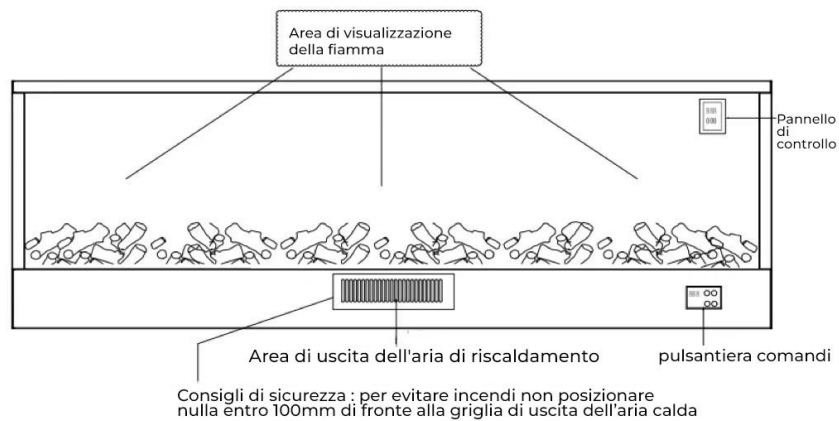 Area di visualizzazione
della fiamma
Pannello
di
controllo
Area di uscita dell'aria di riscaldamento
pulsantiera comandi
Consigli di sicurezza : per evitare incendi non posizionare
nulla entro 100mm di fronte alla griglia di uscita dell'aria calda